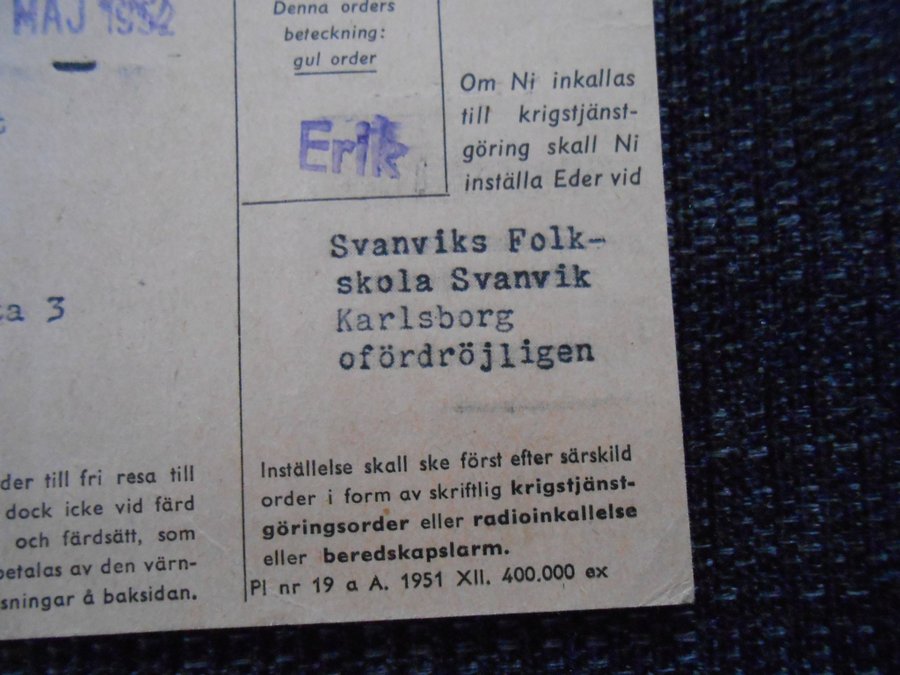 MAJ 1952
Denna orders
beteckning:
gul order
Erik
Om Ni inkallas
till krigstjänst-
göring skall Ni
inställa Eder vid
Svanviks Folk-
skola Svanvik
Karlsborg
ofördröjligen
ta 3
der till fri resa till
dock icke vid färd
och färdsätt, som
betalas av den värn-
sningar å baksidan.
Inställelse skall ske först efter särskild
order i form av skriftlig krigstjänst-
göringsorder eller radioinkallelse
eller beredskapslarm.
Pl nr 19 a A. 1951 XII. 400.000 ex